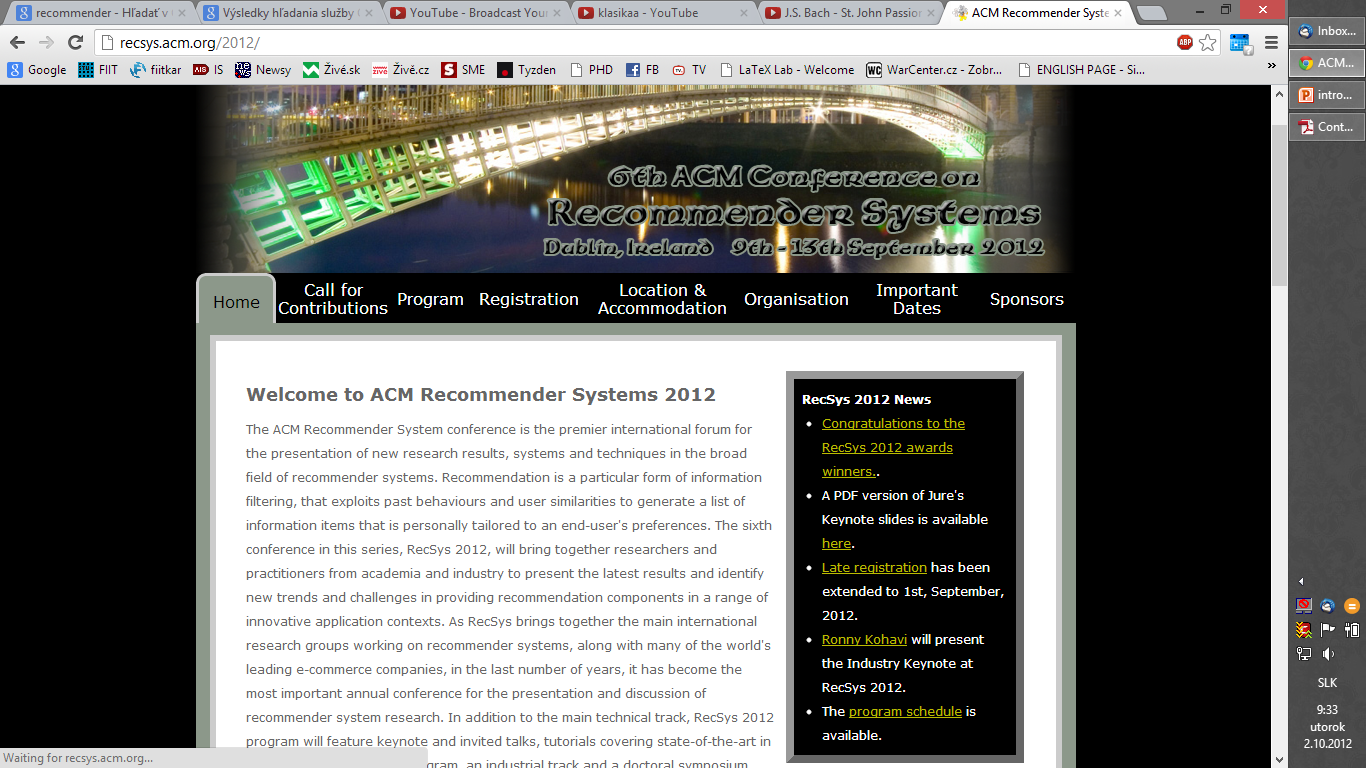 recommender - Hľadať v
Výsledky hľadania služby
YouTube - Broadcast Your
klasikaa - YouTube
J.S. Bach - St. John Passion
ACM Recommender Syste
recsys.acm.org/2012/
ABP
Google FIIT fiitkar IS Newsy Živé.sk Živě.cz SME Tyzden PHD FB TV LaTeX Lab - Welcome WarCenter.cz - Zobr... ENGLISH PAGE - Si...
6th ACM Conference on
Recommender Systems
Dublin, Ireland 9th - 13th September 2012
Home
Call for
Contributions
Program
Registration
Location &
Accommodation
Organisation
Important
Dates
Sponsors
Welcome to ACM Recommender Systems 2012
The ACM Recommender System conference is the premier international forum for
the presentation of new research results, systems and techniques in the broad
field of recommender systems. Recommendation is a particular form of information
filtering, that exploits past behaviours and user similarities to generate a list of
information items that is personally tailored to an end-user's preferences. The sixth
conference in this series, RecSys 2012, will bring together researchers and
practitioners from academia and industry to present the latest results and identify
new trends and challenges in providing recommendation components in a range of
innovative application contexts. As RecSys brings together the main international
research groups working on recommender systems, along with many of the world's
leading e-commerce companies, in the last number of years, it has become the
most important annual conference for the presentation and discussion of
recommender system research. In addition to the main technical track, RecSys 2012
program will feature keynote and invited talks, tutorials covering state-of-the-art in
gram, an industrial track and a doctoral symposium
RecSys 2012 News
Congratulations to the
RecSys 2012 awards
winners..
A PDF version of Jure's
Keynote slides is available
here.
Late registration has been
extended to 1st, September,
2012.
Ronny Kohavi will present
the Industry Keynote at
RecSys 2012.
The program schedule is
available.
Waiting for recsys.acm.org...
Inbox...
ACM...
intro...
Cont...
SLK
9:33
utorok
2.10.2012